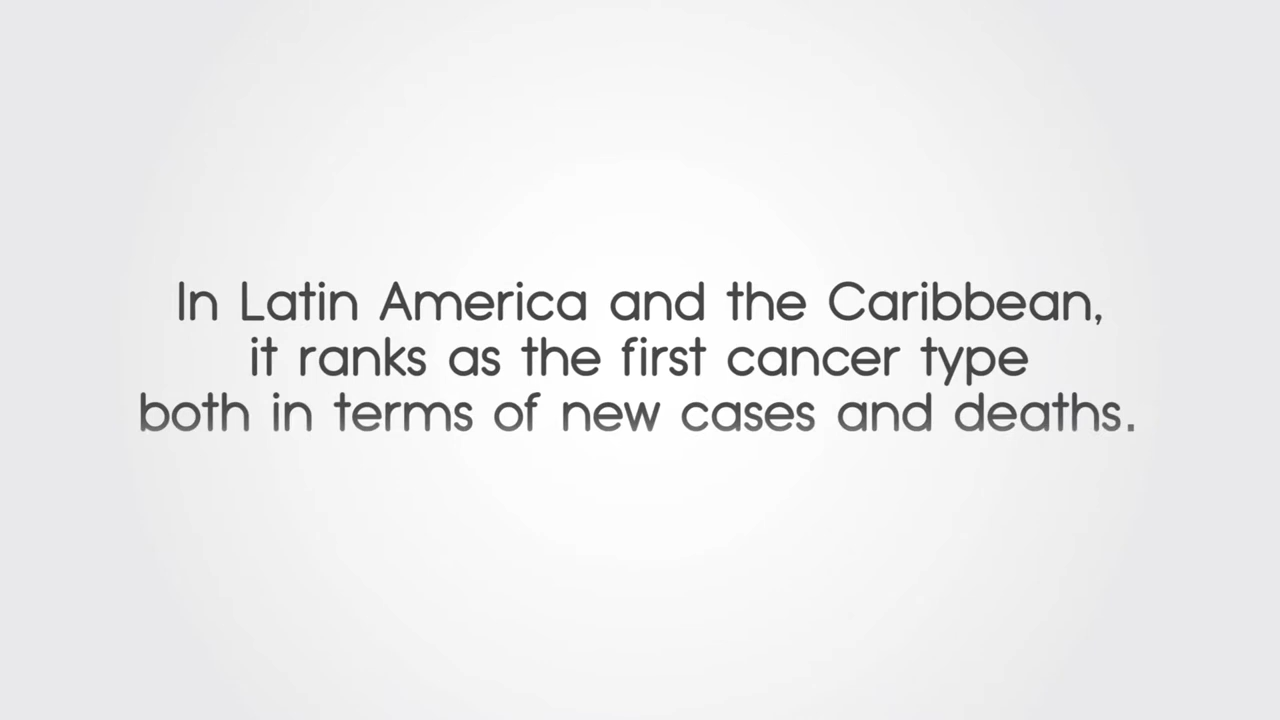 In Latin America and the Caribbean,
it ranks as the first cancer type
both in terms of new cases and deaths.